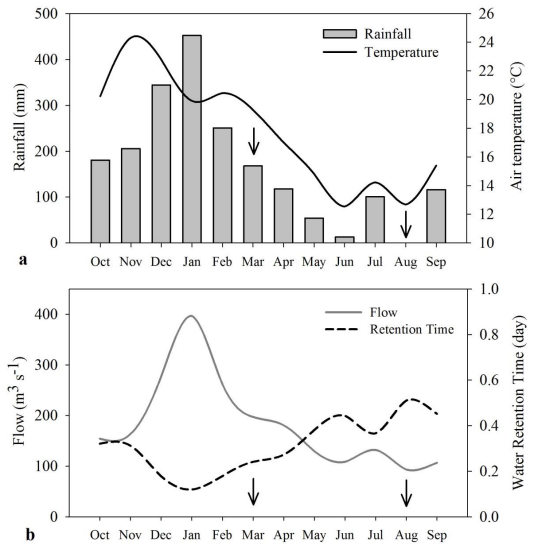 500
400
300
200
100
0
Rainfall (mm)
Rainfall
Temperature
26
24
22
20
18
16
14
12
10
Air temperature (°C)
Oct Nov Dec Jan Feb Mar Apr May Jun Jul Aug Sep
a
400
300
200
100
0
Flow (m³ s⁻¹)
Flow
Retention Time
1.0
0.8
0.6
0.4
0.2
0.0
Water Retention Time (day)
Oct Nov Dec Jan Feb Mar Apr May Jun Jul Aug Sep
b